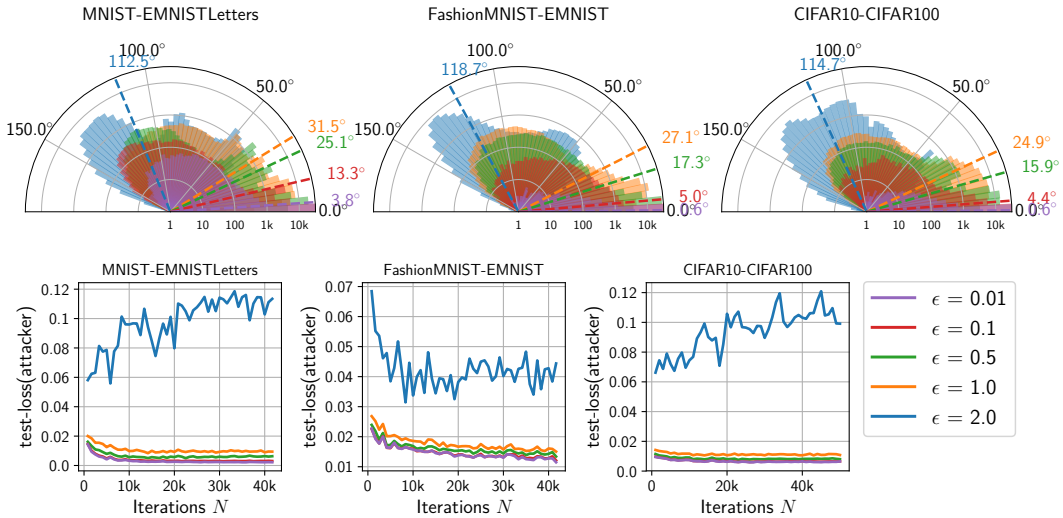 MNIST-EMNISTLetters
FashionMNIST-EMNIST
CIFAR10-CIFAR100
100.0°
112.5°
50.0°
150.0°
31.5°
25.1°
13.3°
3.8°
0.0°
1 10 100 1k 10k
100.0°
118.7°
50.0°
150.0°
27.1°
17.3°
5.0°
0.0°
1 10 100 1k 10k
100.0°
114.7°
50.0°
150.0°
24.9°
15.9°
4.4°
0.0°
1 10 100 1k 10k
MNIST-EMNISTLetters
test-loss(attacker)
0.12
0.1
0.08
0.06
0.04
0.02
0.0
0 10k 20k 30k 40k
Iterations N
FashionMNIST-EMNIST
test-loss(attacker)
0.07
0.06
0.05
0.04
0.03
0.02
0.01
0 10k 20k 30k 40k
Iterations N
CIFAR10-CIFAR100
test-loss(attacker)
0.12
0.1
0.08
0.06
0.04
0.02
0.0
0 20k 40k
Iterations N
ϵ = 0.01
ϵ = 0.1
ϵ = 0.5
ϵ = 1.0
ϵ = 2.0